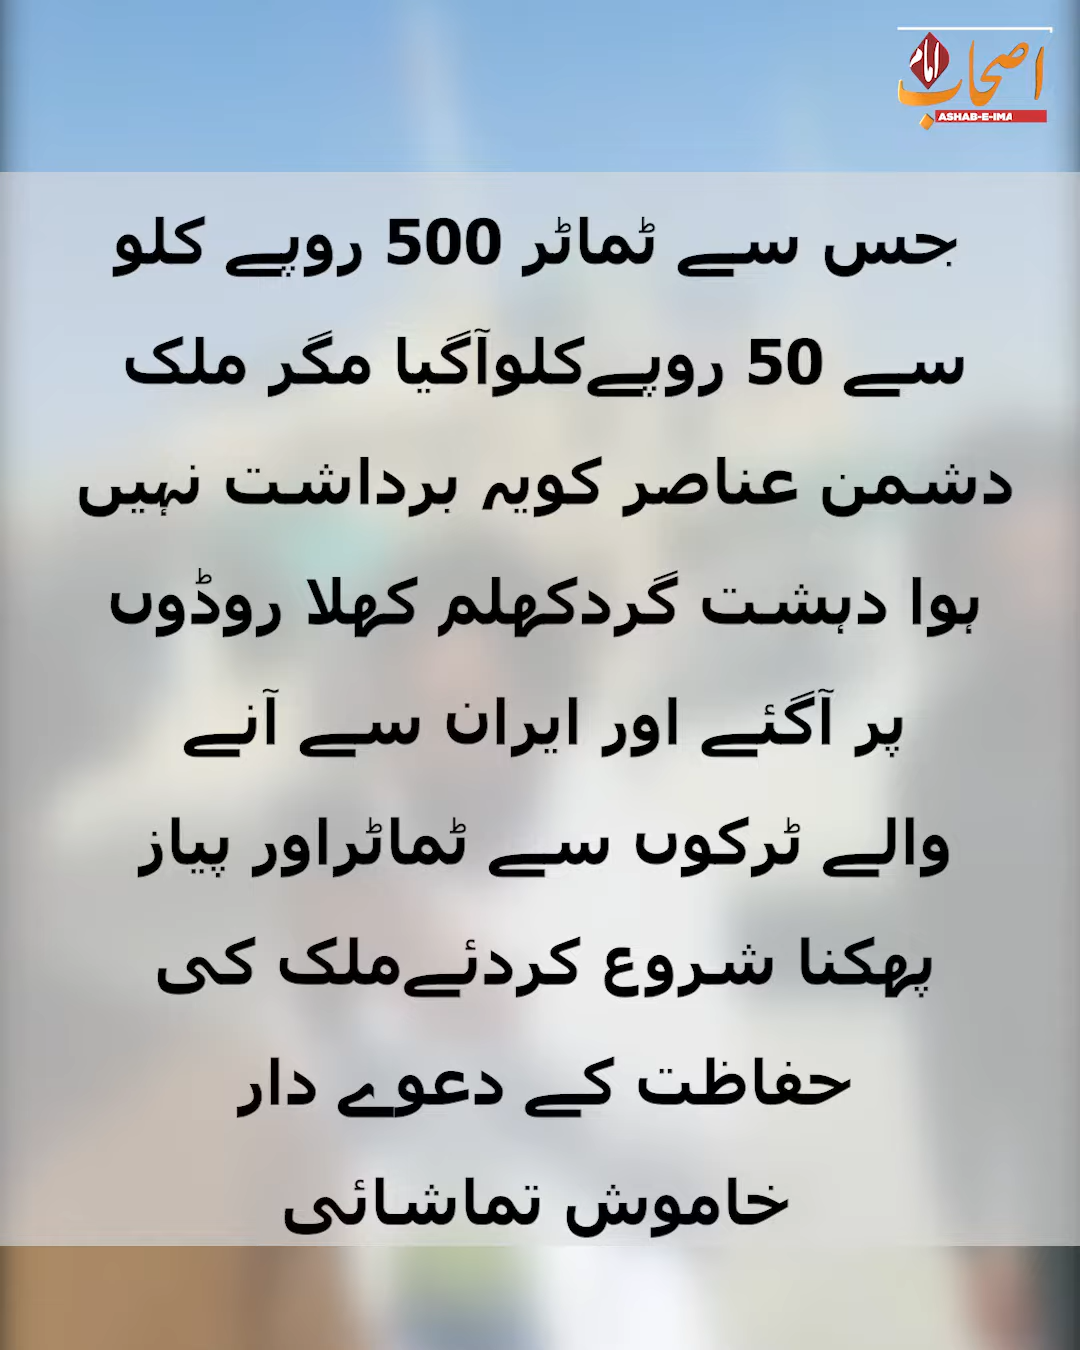 اصحاب امام
ASHAB-E-IMA
جس سے ٹماٹر 500 روپے کلو
سے 50 روپےکلوآگیا مگر ملک
دشمن عناصر کویہ برداشت نہیں
ہوا دہشت گردکھلم کھلا روڈوں
پر آگئے اور ایران سے آنے
والے ٹرکوں سے ٹماٹراور پیاز
پھکنا شروع کردئےملک کی
حفاظت کے دعوے دار
خاموش تماشائی